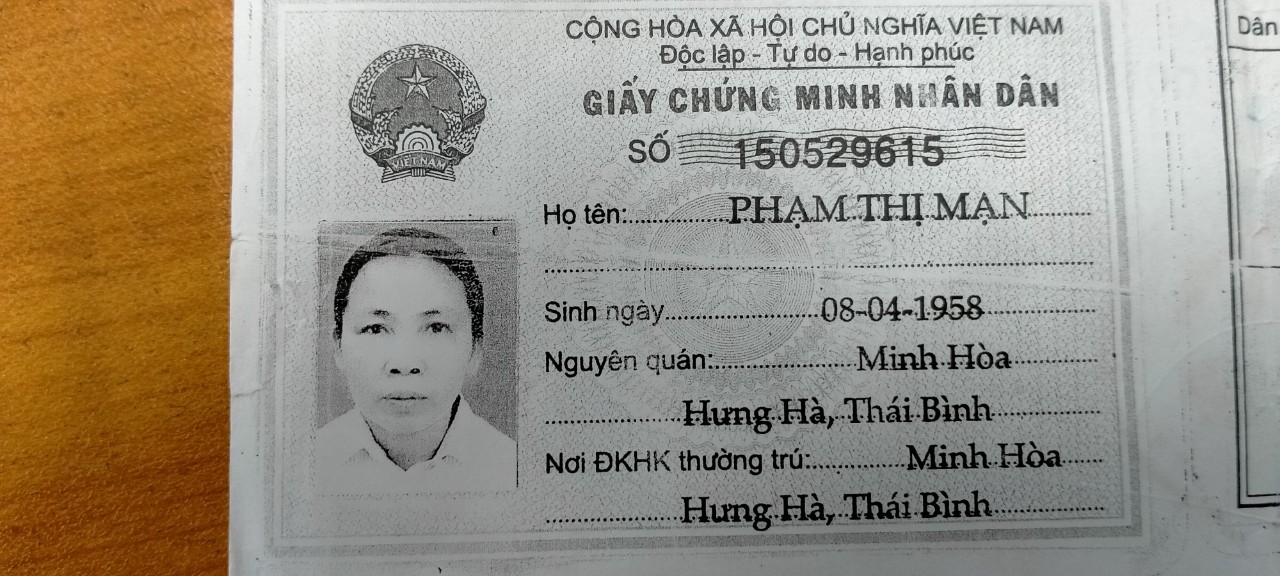 CỘNG HÒA XÃ HỘI CHỦ NGHĨA VIỆT NAM
Độc lập - Tự do - Hạnh phúc
GIẤY CHỨNG MINH NHÂN DÂN
SỐ 150529615
VIỆT NAM
Họ tên: PHẠM THỊ MẠN
Sinh ngày 08-04-1958
Nguyên quán: Minh Hòa
Hưng Hà, Thái Bình
Nơi ĐKHK thường trú: Minh Hòa
Hưng Hà, Thái Bình
Dân